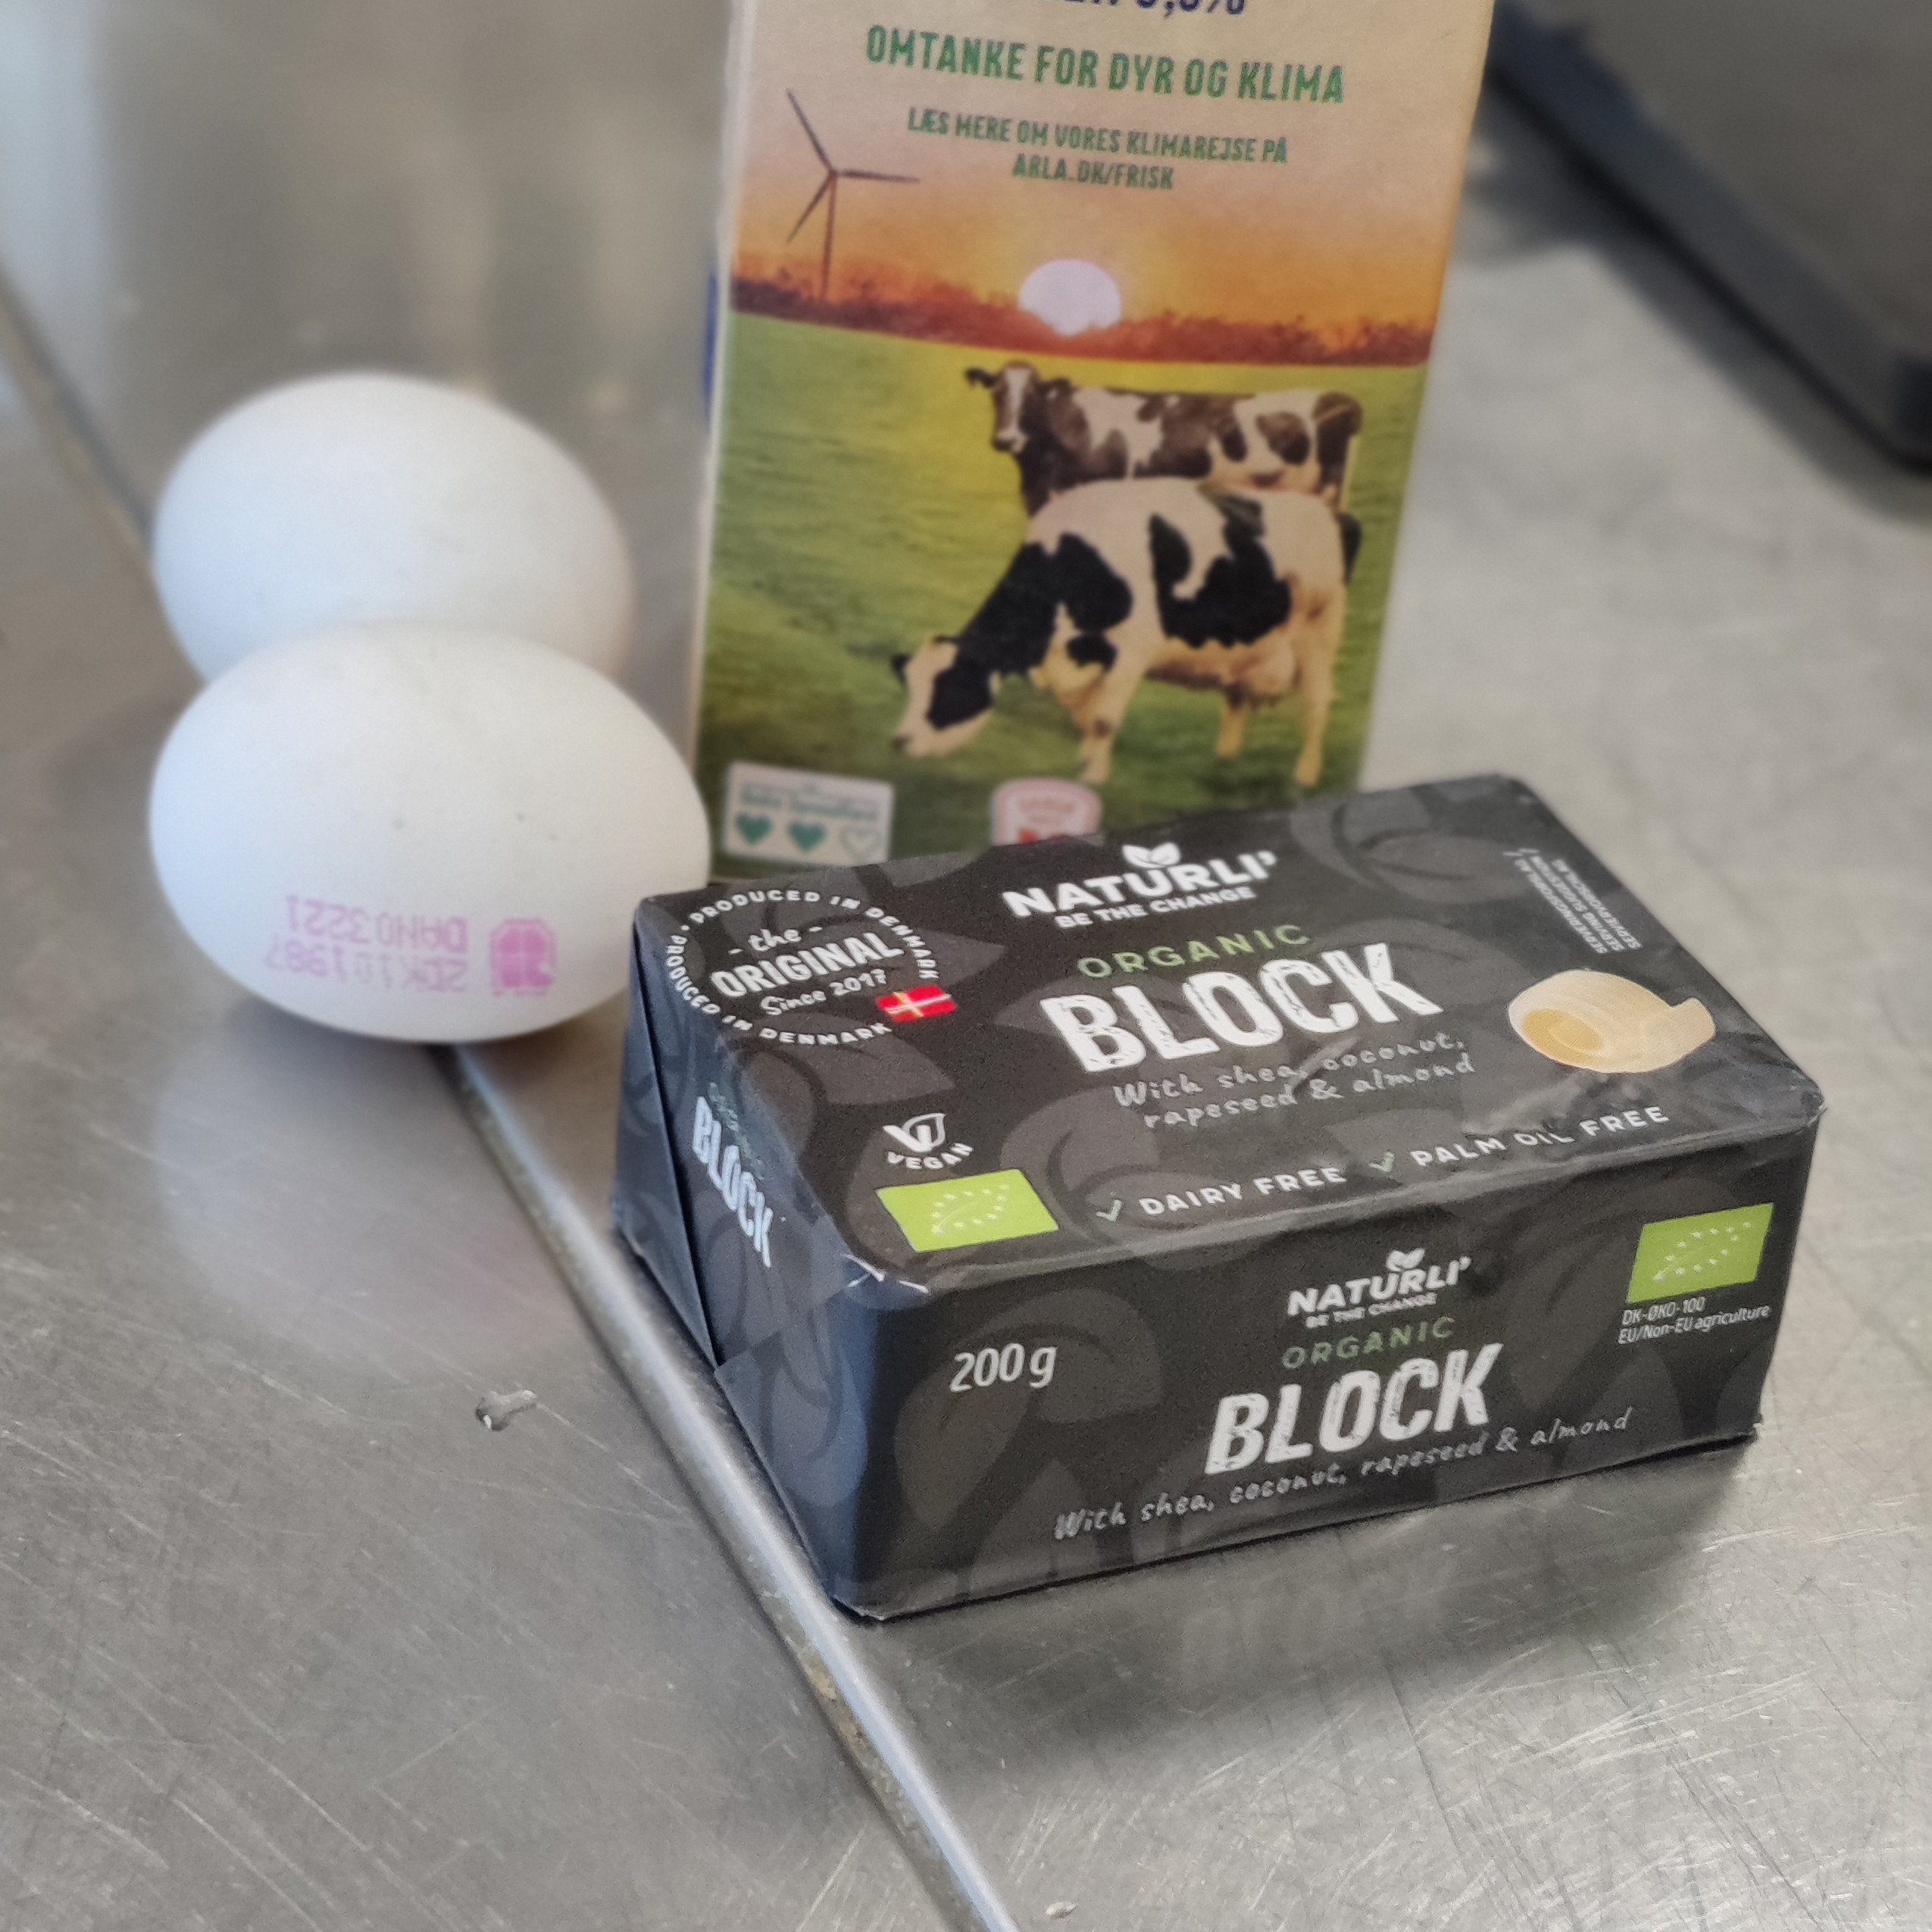 OMTANKE FOR DYR OG KLIMA
LÆS MERE OM VORES KLIMAREJSE PÅ
ARLA.DK/FRISK
2DK101987
DANO3221
PRODUCED IN DENMARK
- the -
ORIGINAL
Since 2017
PRODUCED IN DENMARK
NATURLI'
BE THE CHANGE
ORGANIC
BLOCK
With shea, coconut,
rapeseed & almond
VEGAN
✓ DAIRY FREE ✓ PALM OIL FREE
BLOCK
200 g
NATURLI'
BE THE CHANGE
ORGANIC
BLOCK
With shea, coconut, rapeseed & almond
DK-ØKO-100
EU/Non-EU agriculture